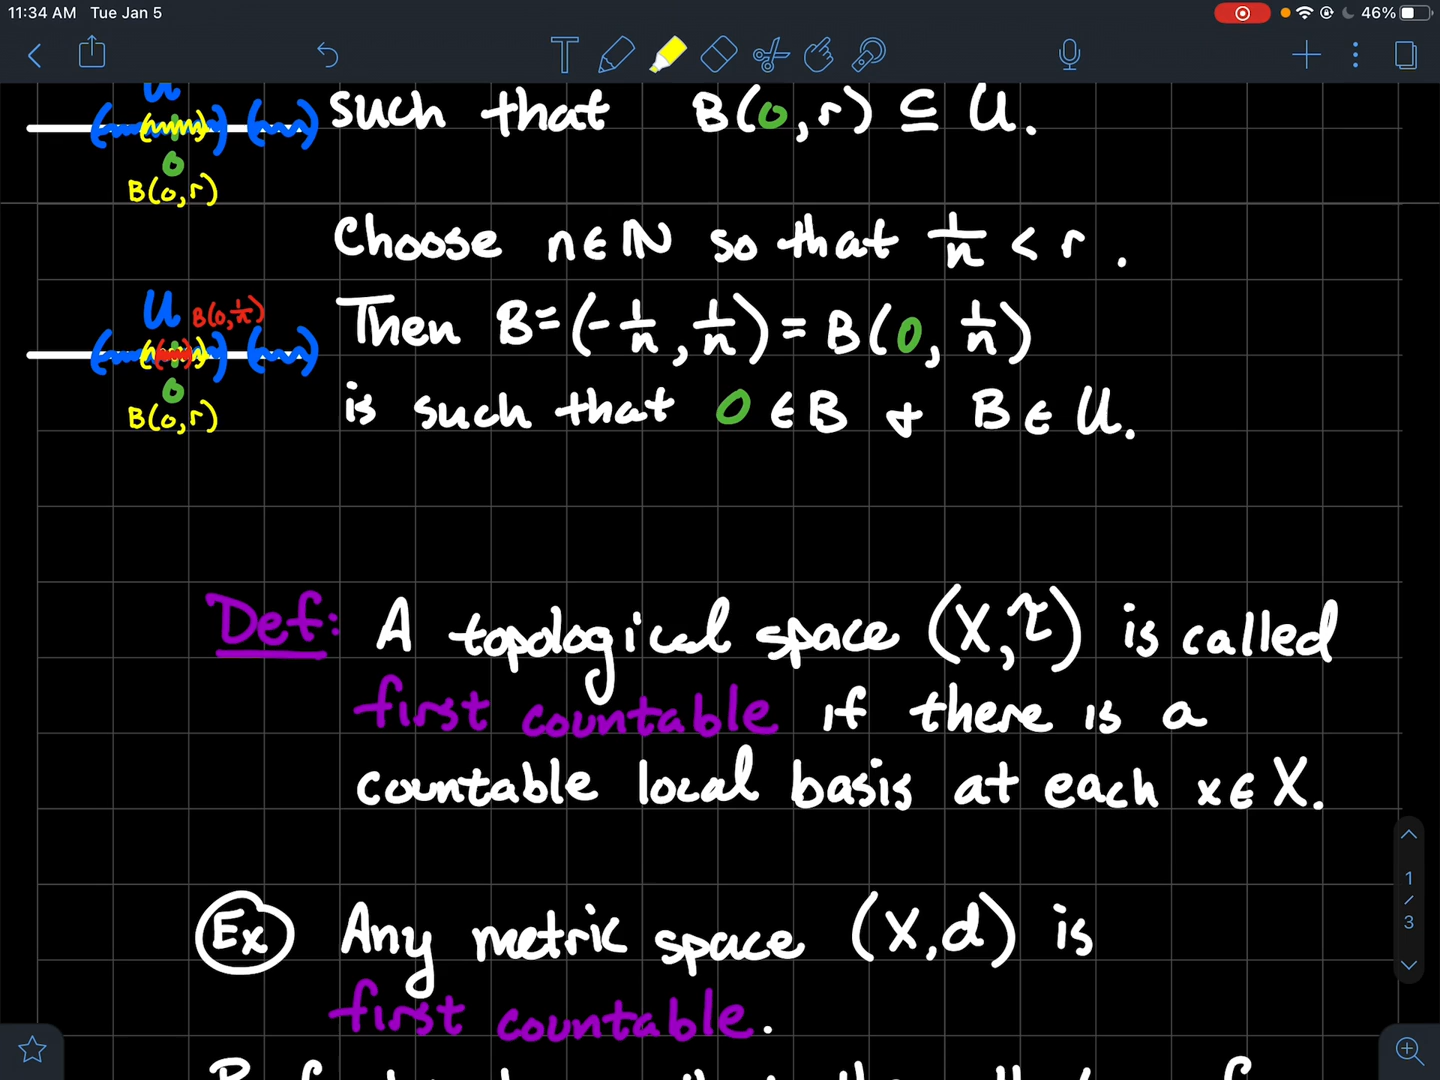 11:34 AM Tue Jan 5
46%
U
such that B(0,r) ⊆ U.
0
B(0,r)
Choose n∈ℕ so that 1/n < r.
U B(0,1/n)
Then B=(-1/n,1/n)=B(0,1/n)
0
B(0,r)
is such that 0∈B & B∈U.
Def: A topological space (X,τ) is called
first countable if there is a
countable local basis at each x∈X.
1
/
3
Ex Any metric space (X,d) is
first countable.